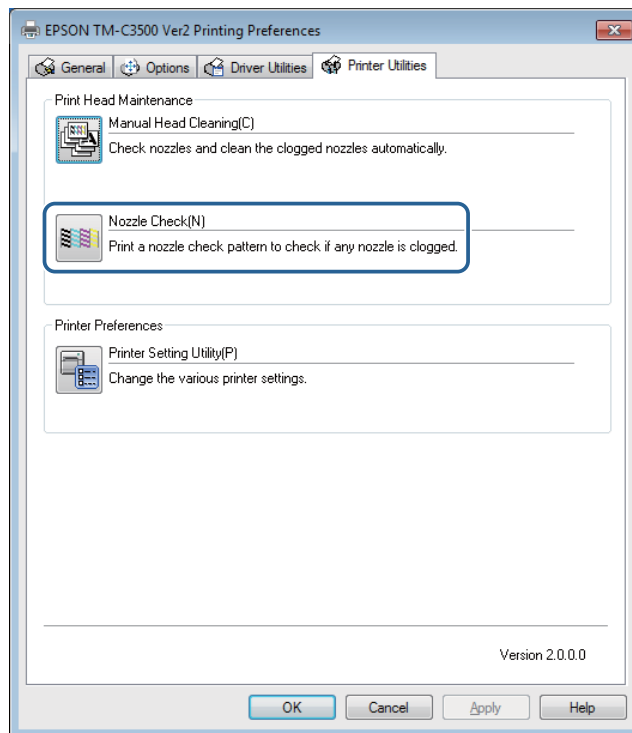 EPSON TM-C3500 Ver2 Printing Preferences
General Options Driver Utilities Printer Utilities
Print Head Maintenance
Manual Head Cleaning(C)
Check nozzles and clean the clogged nozzles automatically.
Nozzle Check(N)
Print a nozzle check pattern to check if any nozzle is clogged.
Printer Preferences
Printer Setting Utility(P)
Change the various printer settings.
Version 2.0.0.0
OK Cancel Apply Help